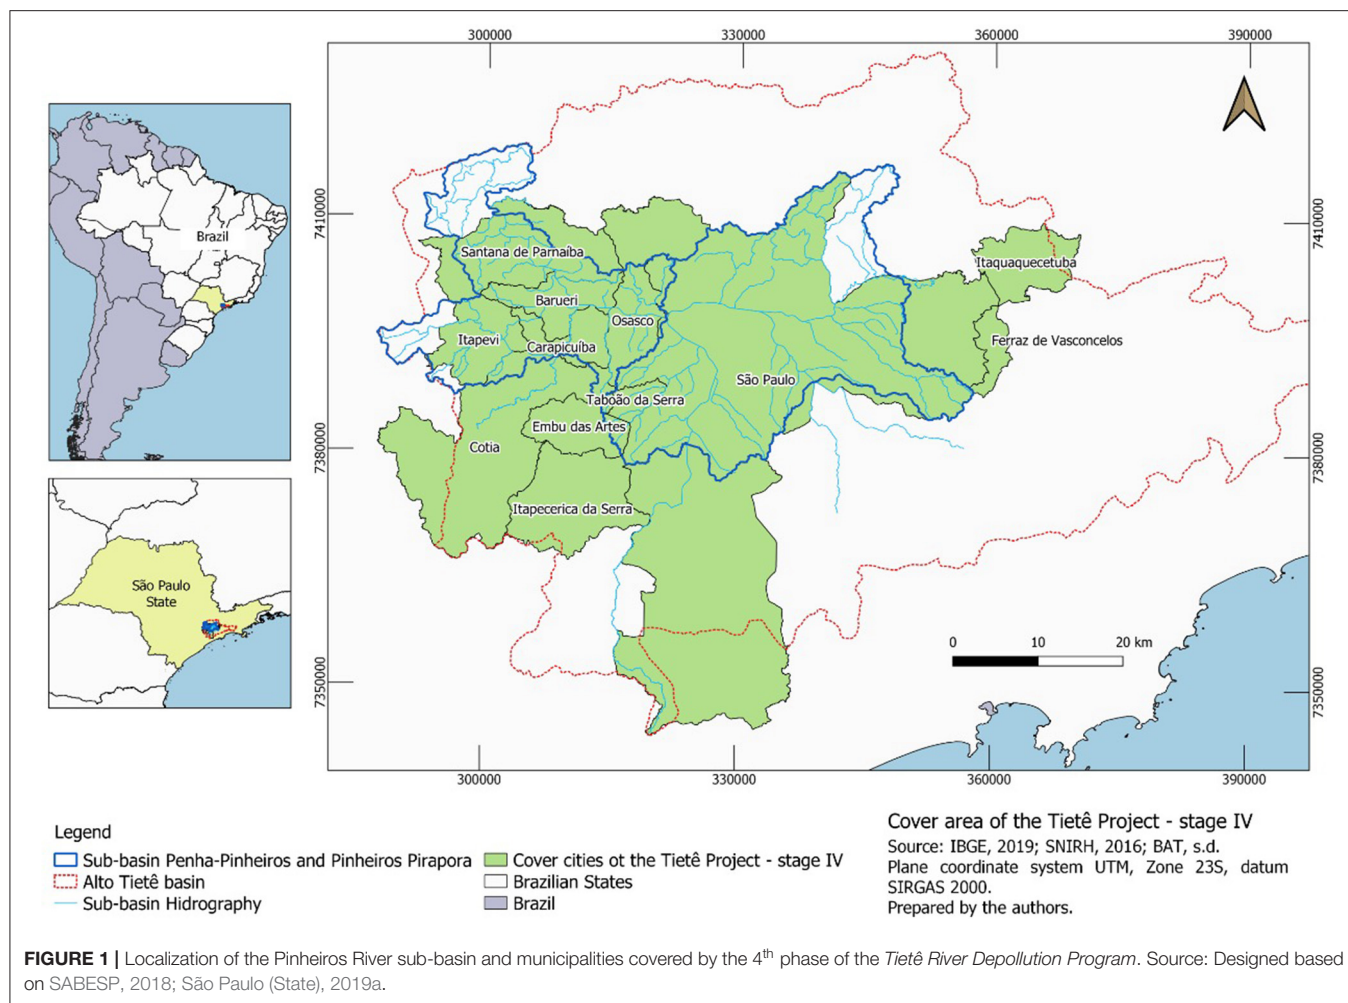 300000
330000
360000
390000
7410000
7380000
7350000
7410000
7380000
7350000
300000
330000
360000
390000
Brazil
São Paulo
State
Santana de Parnaíba
Barueri
Osasco
Itapevi
Carapicuíba
São Paulo
Taboão da Serra
Embu das Artes
Cotia
Itapecerica da Serra
Itaquaquecetuba
Ferraz de Vasconcelos
0 10 20 km
Legend
Sub-basin Penha-Pinheiros and Pinheiros Pirapora
Alto Tietê basin
Sub-basin Hidrography
Cover cities ot the Tietê Project - stage IV
Brazilian States
Brazil
Cover area of the Tietê Project - stage IV
Source: IBGE, 2019; SNIRH, 2016; BAT, s.d.
Plane coordinate system UTM, Zone 23S, datum
SIRGAS 2000.
Prepared by the authors.
FIGURE 1 | Localization of the Pinheiros River sub-basin and municipalities covered by the 4th phase of the Tietê River Depollution Program. Source: Designed based
on SABESP, 2018; São Paulo (State), 2019a.